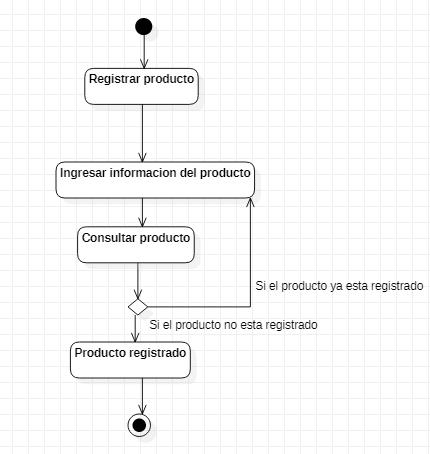 Registrar producto
Ingresar informacion del producto
Consultar producto
Si el producto ya esta registrado
Si el producto no esta registrado
Producto registrado